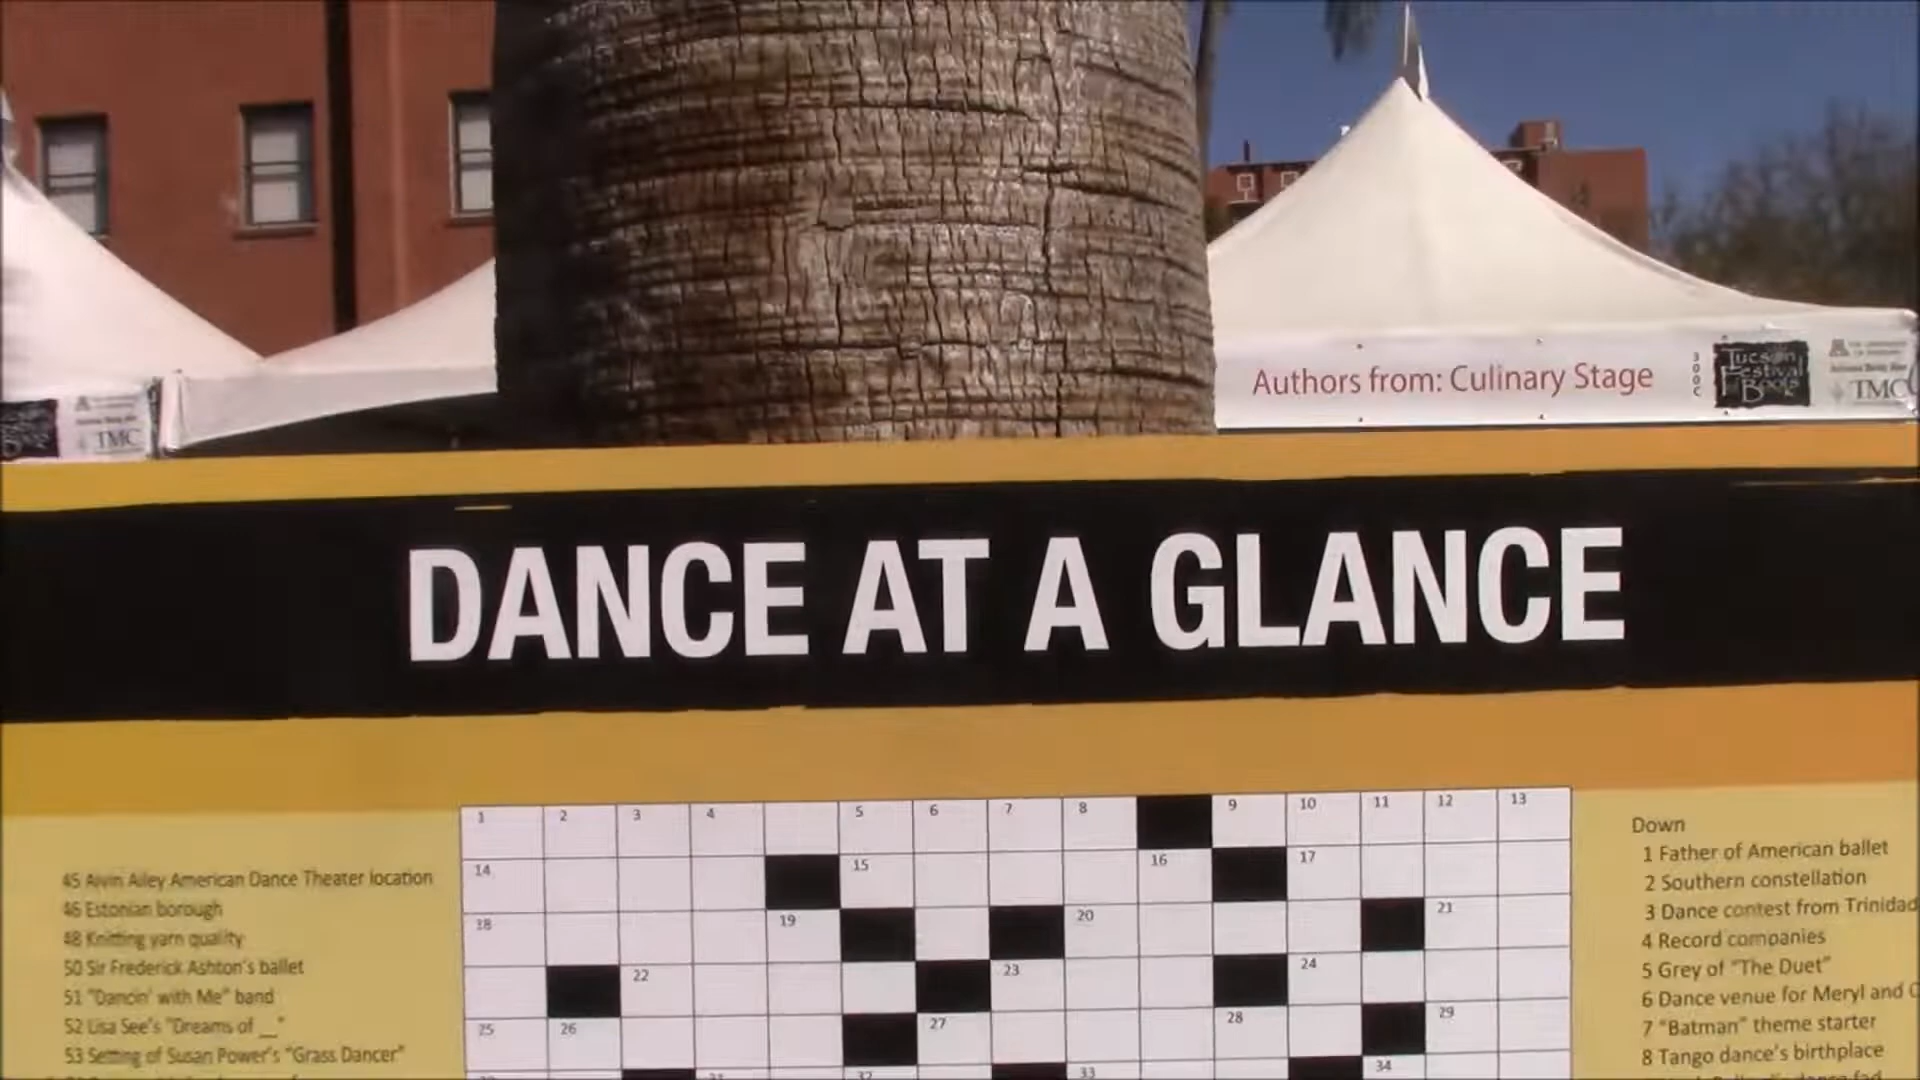 Authors from: Culinary Stage
300C
Tucson
Festival
of Books
TMC
TMC
DANCE AT A GLANCE
1 2 3 4 5 6 7 8 9 10 11 12 13
14 15 16 17
18 19 20 21
22 23 24
25 26 27 28 29
32 33 34
45 Alvin Ailey American Dance Theater location
46 Estonian borough
48 Knitting yarn quality
50 Sir Frederick Ashton's ballet
51 "Dancin' with Me" band
52 Lisa See's "Dreams of __"
53 Setting of Susan Power's "Grass Dancer"
Down
1 Father of American ballet
2 Southern constellation
3 Dance contest from Trinidad
4 Record companies
5 Grey of "The Duet"
6 Dance venue for Meryl and
7 "Batman" theme starter
8 Tango dance's birthplace